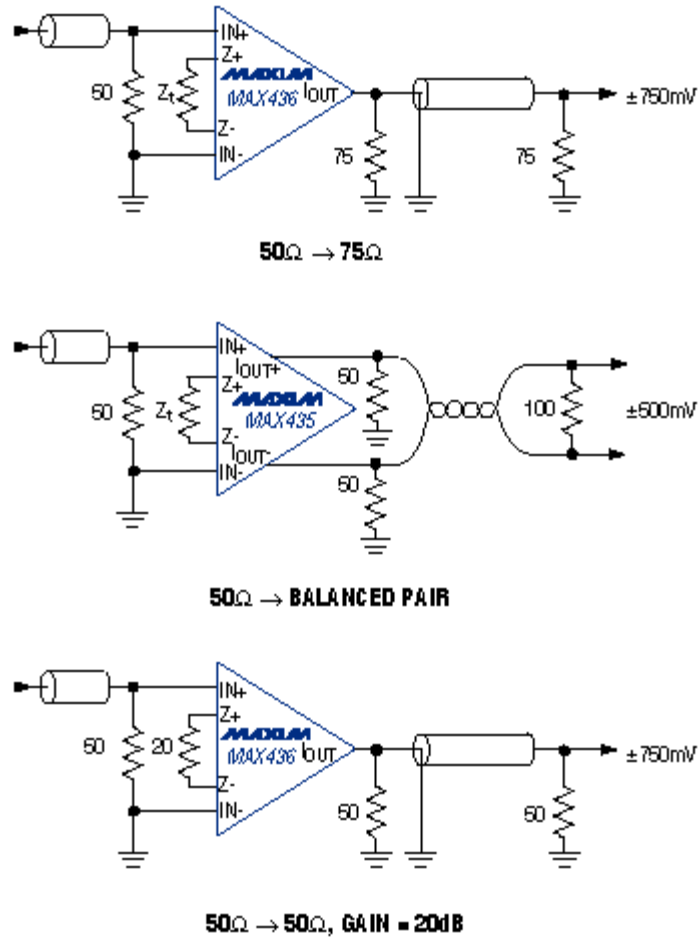 IN+
Z+
50
Zt
MAXIM
MAX436
IOUT
±750mV
Z-
IN-
75
75
50Ω → 75Ω
IN+
IOUT+
Z+
50
50
Zt
MAXIM
MAX435
100
±500mV
Z-
IOUT-
IN-
50
50Ω → BALANCED PAIR
IN+
Z+
50
20
MAXIM
MAX436
IOUT
±750mV
Z-
IN-
50
50
50Ω → 50Ω, GAIN = 20dB